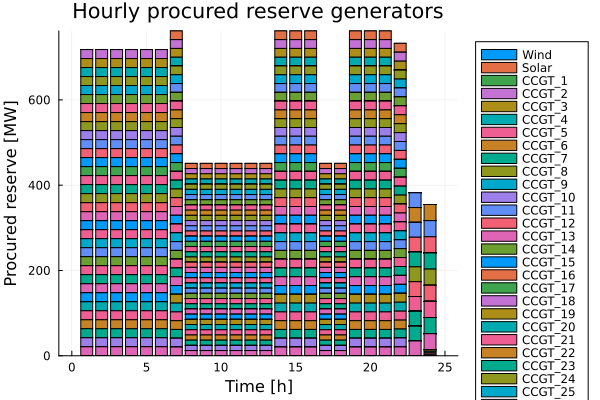 Hourly procured reserve generators
Procured reserve [MW]
600
400
200
0
0 5 10 15 20 25
Time [h]
Wind
Solar
CCGT_1
CCGT_2
CCGT_3
CCGT_4
CCGT_5
CCGT_6
CCGT_7
CCGT_8
CCGT_9
CCGT_10
CCGT_11
CCGT_12
CCGT_13
CCGT_14
CCGT_15
CCGT_16
CCGT_17
CCGT_18
CCGT_19
CCGT_20
CCGT_21
CCGT_22
CCGT_23
CCGT_24
CCGT_25